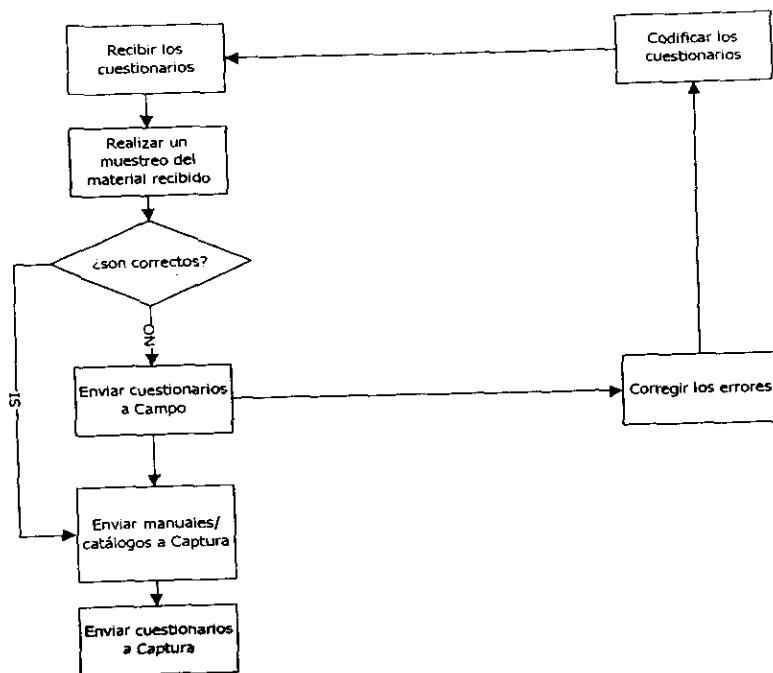 Recibir los
cuestionarios
Codificar los
cuestionarios
Realizar un
muestreo del
material recibido
¿son correctos?
NO
SI
Enviar cuestionarios
a Campo
Corregir los errores
Enviar manuales/
catálogos a Captura
Enviar cuestionarios
a Captura